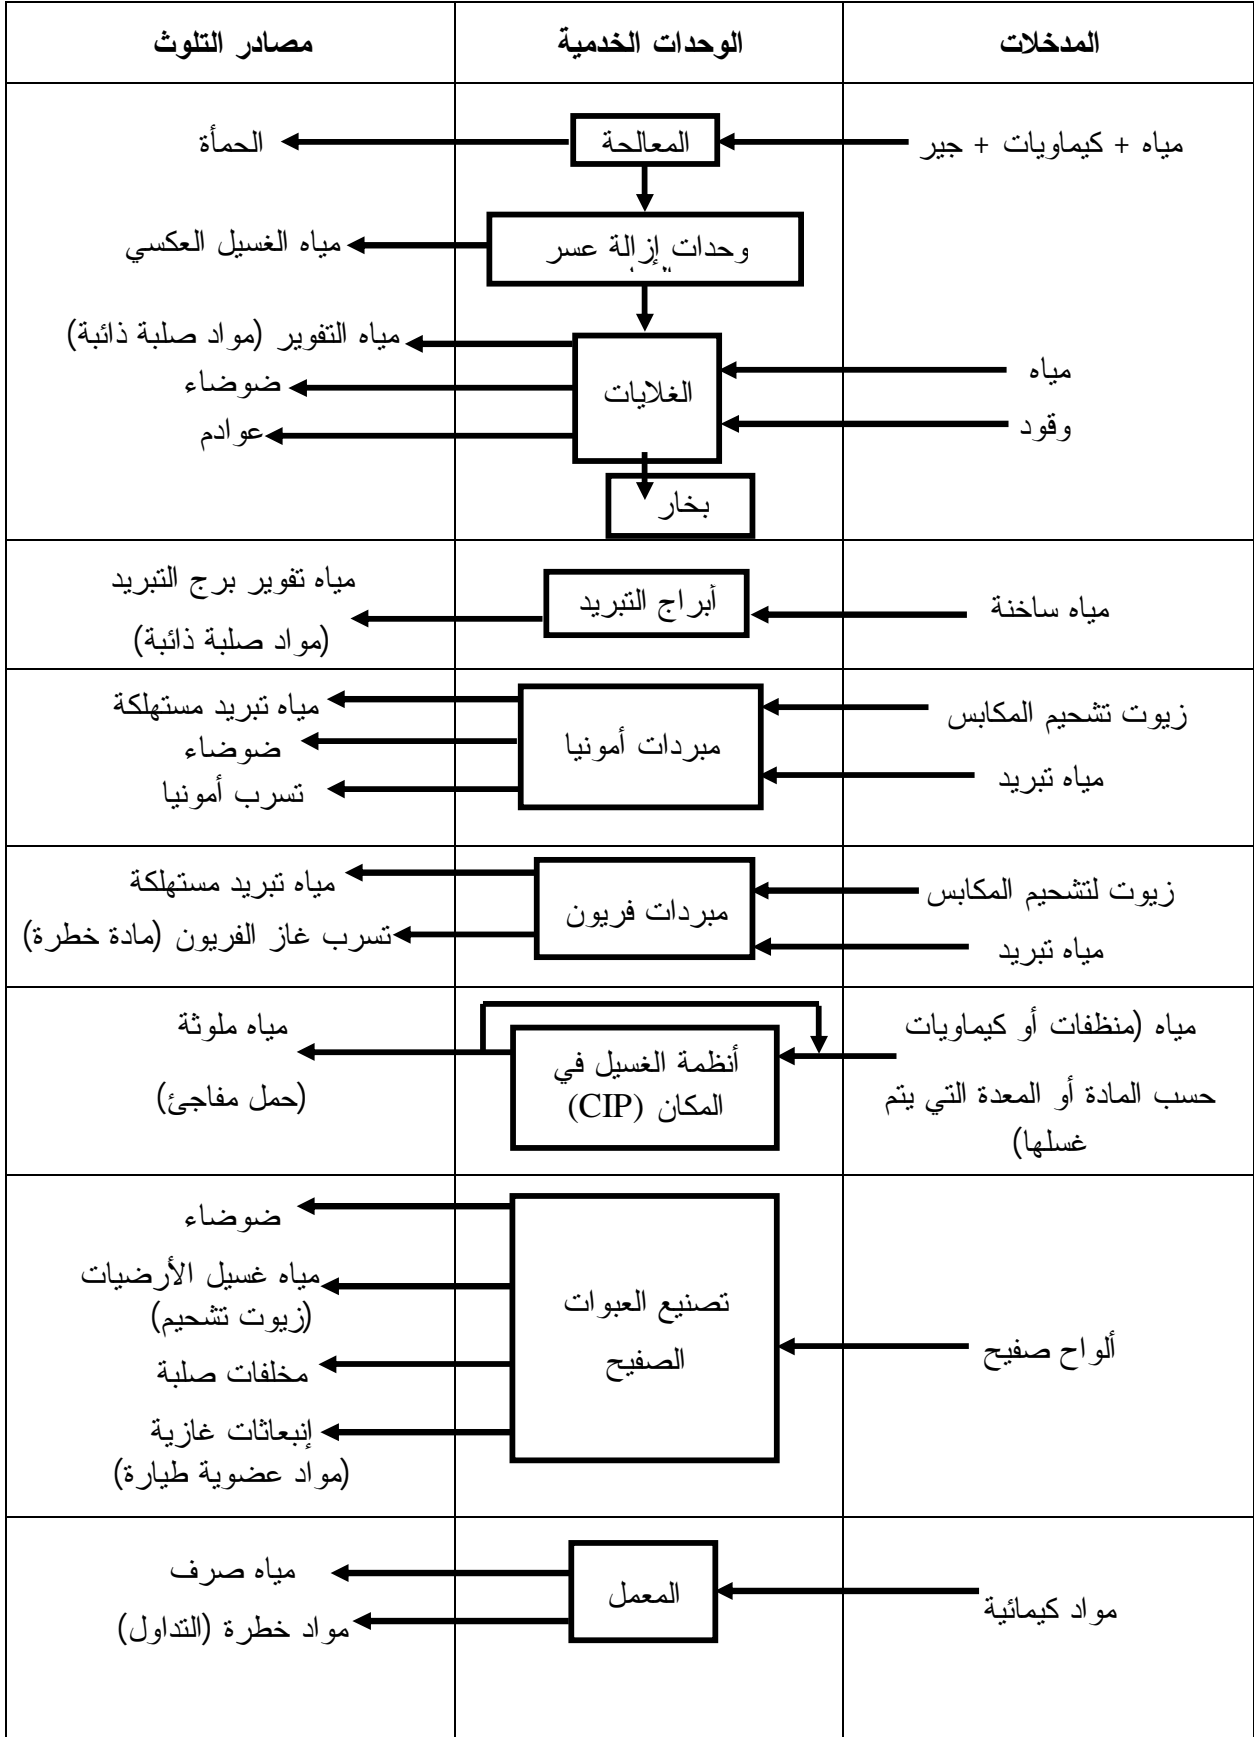 المدخلات
الوحدات الخدمية
مصادر التلوث
مياه + كيماويات + جير
المعالحة
الحمأة
وحدات إزالة عسر
مياه الغسيل العكسي
مياه
وقود
الغلايات
مياه التفوير (مواد صلبة ذائبة)
ضوضاء
عوادم
بخار
مياه ساخنة
أبراج التبريد
مياه تفوير برج التبريد
(مواد صلبة ذائبة)
زيوت تشحيم المكابس
مياه تبريد
مبردات أمونيا
مياه تبريد مستهلكة
ضوضاء
تسرب أمونيا
زيوت لتشحيم المكابس
مياه تبريد
مبردات فريون
مياه تبريد مستهلكة
تسرب غاز الفريون (مادة خطرة)
مياه (منظفات أو كيماويات
حسب المادة أو المعدة التي يتم
غسلها)
أنظمة الغسيل في
المكان (CIP)
مياه ملوثة
(حمل مفاجئ)
ألواح صفيح
تصنيع العبوات
الصفيح
ضوضاء
مياه غسيل الأرضيات
(زيوت تشحيم)
مخلفات صلبة
إنبعاثات غازية
(مواد عضوية طيارة)
مواد كيمائية
المعمل
مياه صرف
مواد خطرة (التداول)